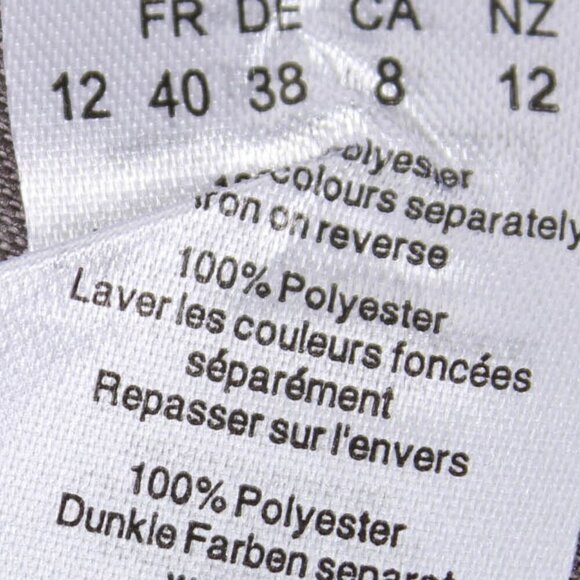 FR DE CA NZ
12 40 38 8 12
colours separately
iron on reverse
100% Polyester
Laver les couleurs foncées
séparément
Repasser sur l'envers
100% Polyester
Dunkle Farben separat